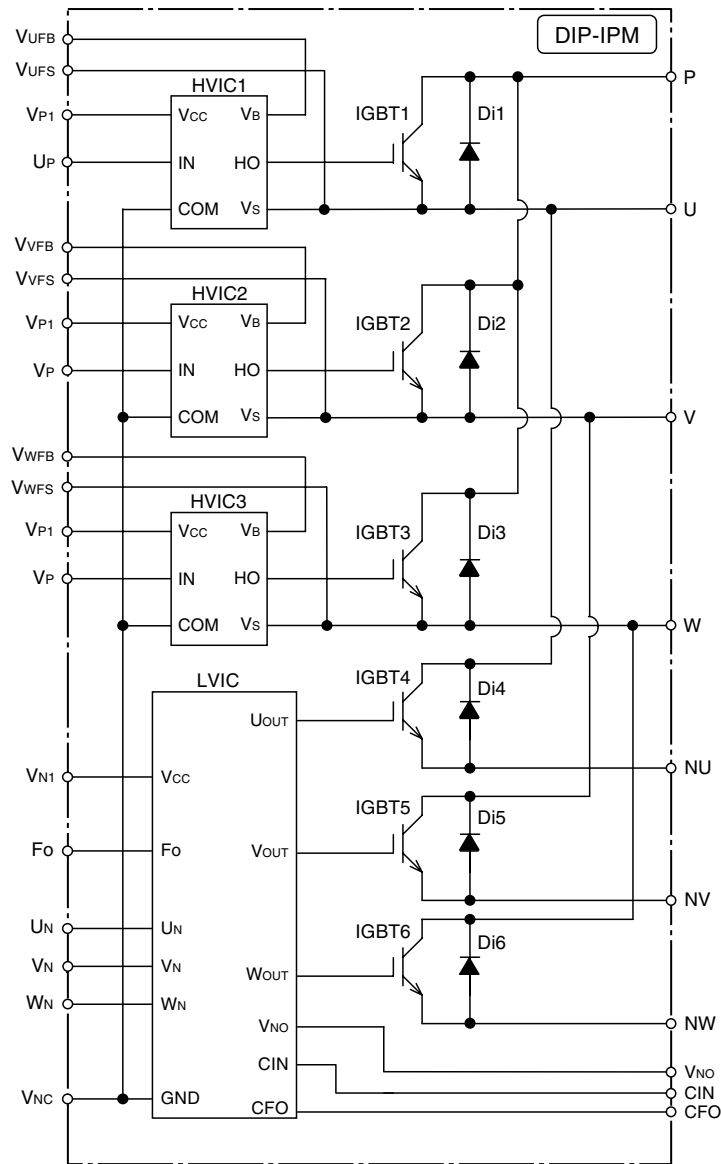 DIP-IPM
VUFB
VUFS
HVIC1
VP1
VCC VB
IGBT1 Di1
P
UP
IN HO
COM VS
U
VVFB
VVFS
HVIC2
VP1
VCC VB
IGBT2 Di2
VP
IN HO
COM VS
V
VWFB
VWFS
HVIC3
VP1
VCC VB
IGBT3 Di3
VP
IN HO
COM VS
W
LVIC
IGBT4 Di4
UOUT
VN1
VCC
NU
IGBT5 Di5
Fo
Fo
VOUT
NV
UN
UN
IGBT6 Di6
VN
VN
WOUT
WN
WN
NW
VNO
VNO
CIN
CIN
VNC
GND
CFO
CFO